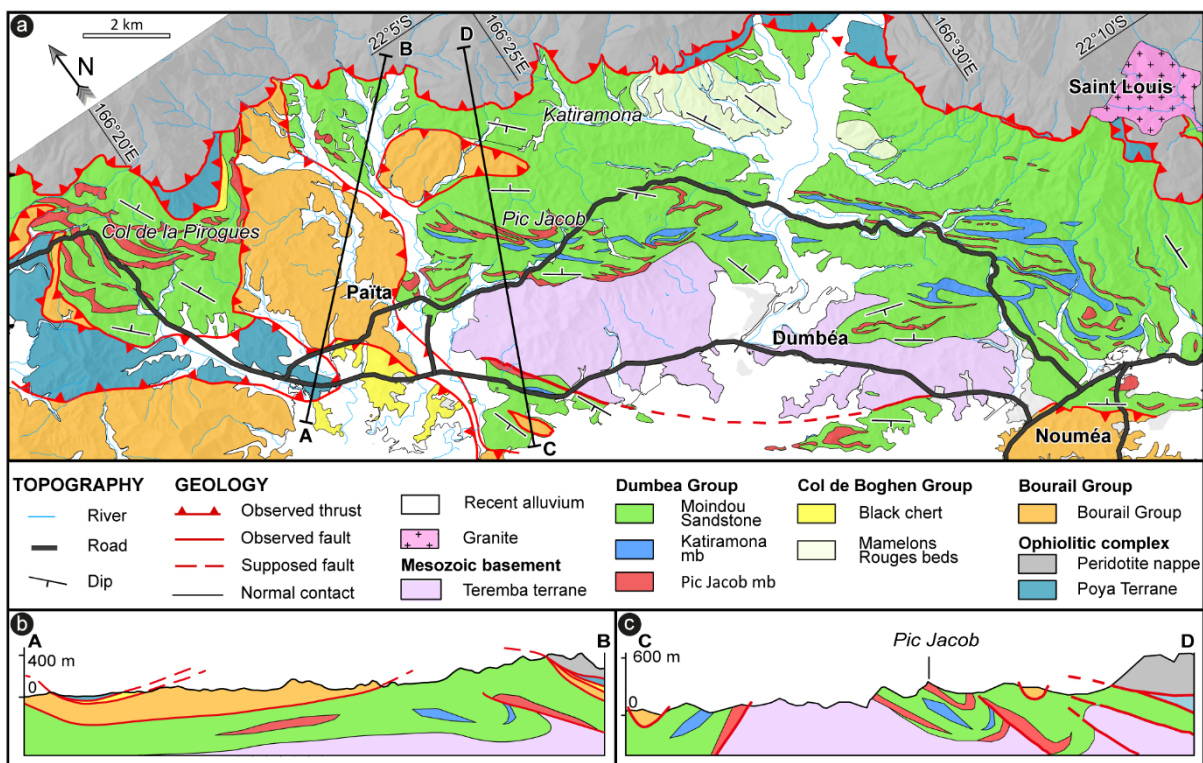 a
2 km
N
166°20'E
22°5'S
B
D
166°25'E
166°30'E
22°10'S
Saint Louis
Katiramona
Col de la Pirogues
Pic Jacob
Païta
Dumbéa
A
C
Nouméa
TOPOGRAPHY
River
Road
Dip
GEOLOGY
Observed thrust
Observed fault
Supposed fault
Normal contact
Recent alluvium
Granite
Mesozoic basement
Teremba terrane
Dumbea Group
Moindou
Sandstone
Katiramona
mb
Pic Jacob mb
Col de Boghen Group
Black chert
Mamelons
Rouges beds
Bourail Group
Bourail Group
Ophiolitic complex
Peridotite nappe
Poya Terrane
b
A
B
400 m
0
c
C
D
Pic Jacob
600 m
0